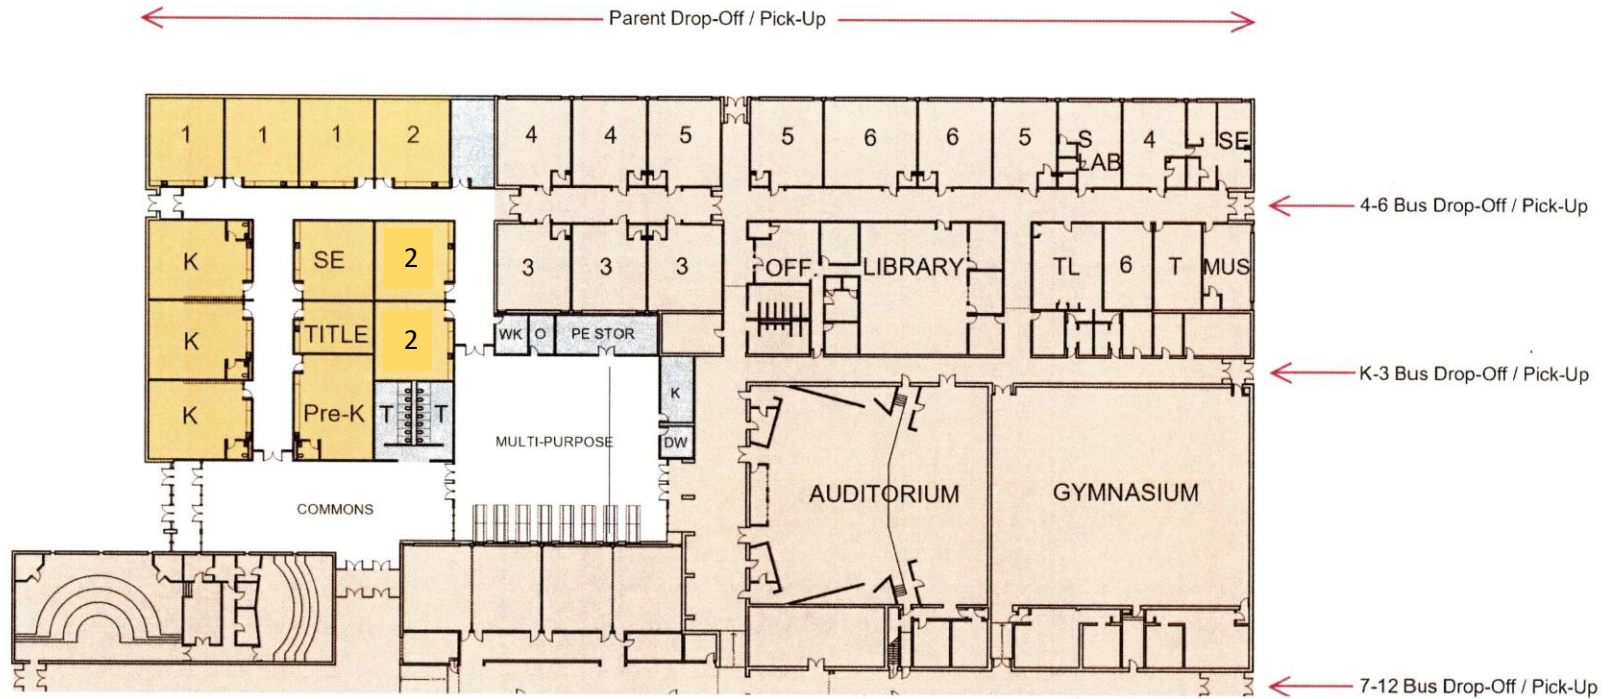 Parent Drop-Off / Pick-Up
1 1 1 2 4 4 5 5 6 6 5 S LAB 4 SE
4-6 Bus Drop-Off / Pick-Up
K SE 2 3 3 3 OFF. LIBRARY TL 6 T MUS
K TITLE 2 WK O PE STOR
K-3 Bus Drop-Off / Pick-Up
K Pre-K T T MULTI-PURPOSE K
DW
COMMONS AUDITORIUM GYMNASIUM
7-12 Bus Drop-Off / Pick-Up